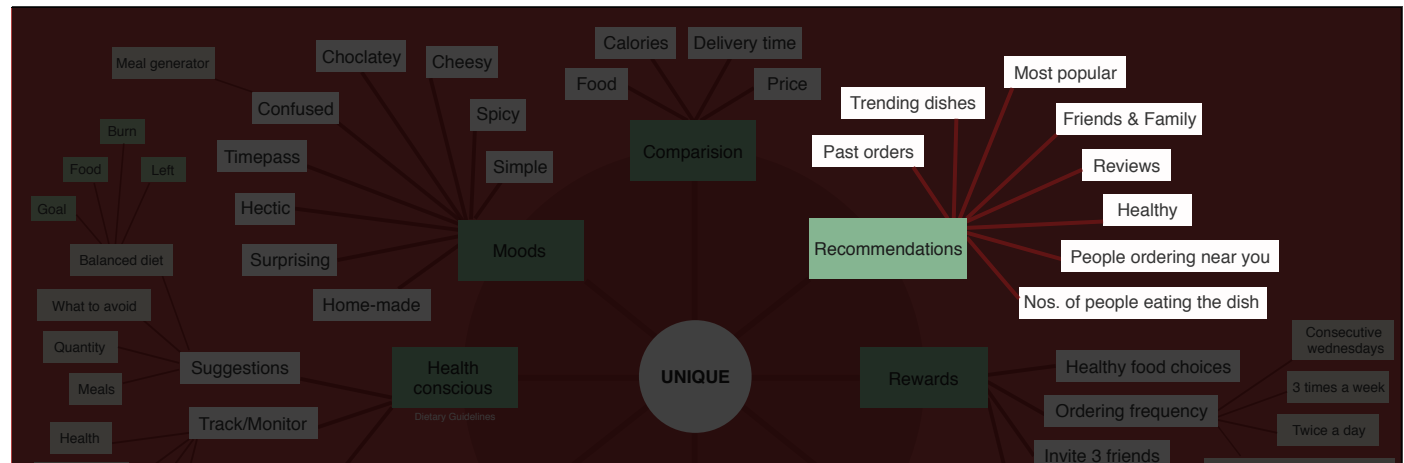 Calories
Delivery time
Choclatey
Cheesy
Meal generator
Most popular
Food
Price
Trending dishes
Confused
Spicy
Friends & Family
Burn
Comparision
Past orders
Timepass
Simple
Reviews
Food
Left
Goal
Hectic
Healthy
Moods
Recommendations
Balanced diet
Surprising
People ordering near you
What to avoid
Home-made
Nos. of people eating the dish
Quantity
Suggestions
Health
conscious
Dietary Guidelines
UNIQUE
Rewards
Healthy food choices
Consecutive
wednesdays
Meals
3 times a week
Track/Monitor
Ordering frequency
Twice a day
Health
Invite 3 friends